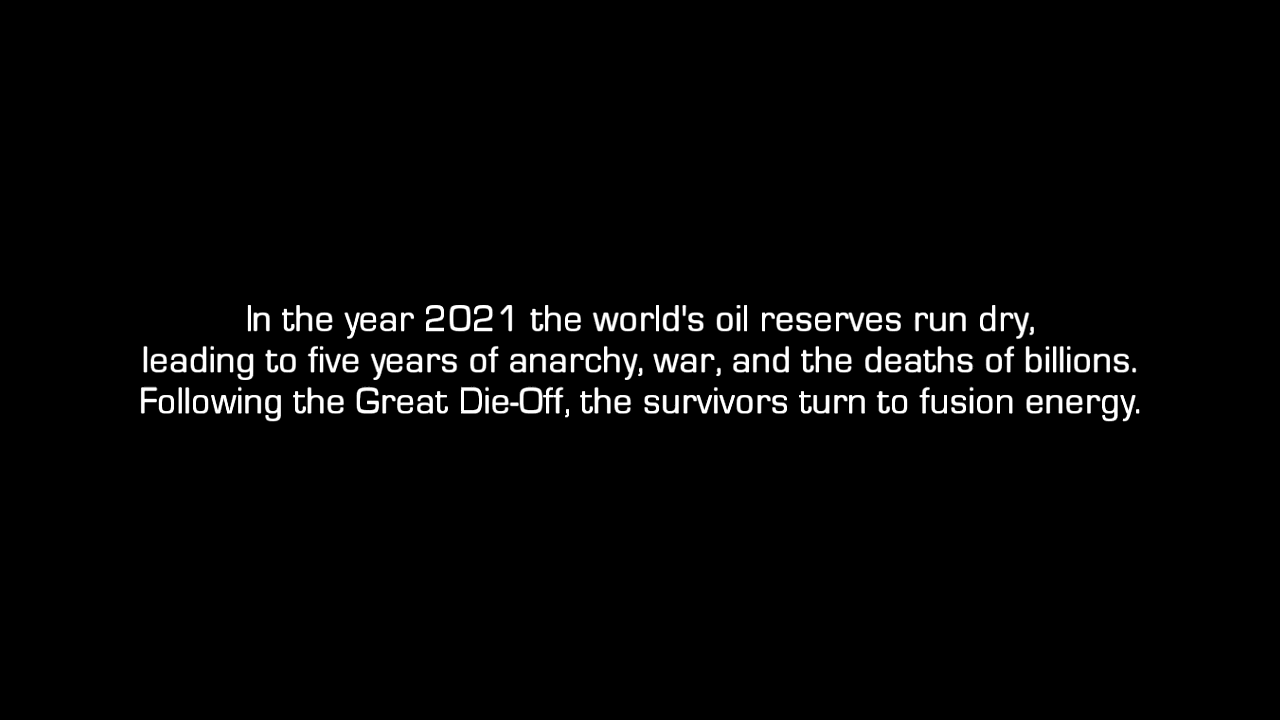 In the year 2021 the world's oil reserves run dry,
leading to five years of anarchy, war, and the deaths of billions.
Following the Great Die-Off, the survivors turn to fusion energy.